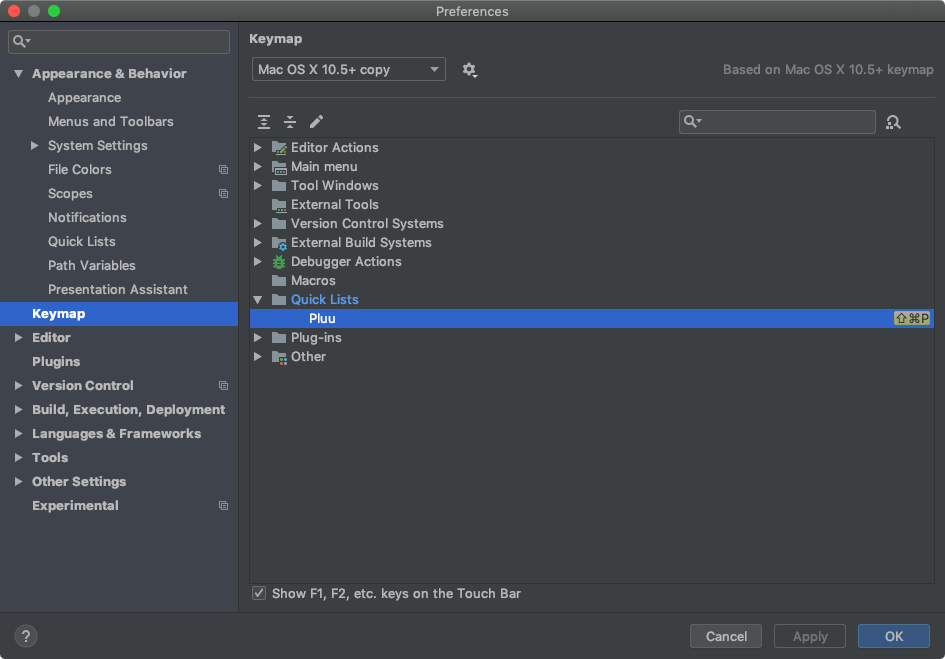 Preferences
Appearance & Behavior
Appearance
Menus and Toolbars
System Settings
File Colors
Scopes
Notifications
Quick Lists
Path Variables
Presentation Assistant
Keymap
Editor
Plugins
Version Control
Build, Execution, Deployment
Languages & Frameworks
Tools
Other Settings
Experimental
Keymap
Mac OS X 10.5+ copy
Based on Mac OS X 10.5+ keymap
Editor Actions
Main menu
Tool Windows
External Tools
Version Control Systems
External Build Systems
Debugger Actions
Macros
Quick Lists
Pluu ⇧⌘P
Plug-ins
Other
Show F1, F2, etc. keys on the Touch Bar
?
Cancel Apply OK